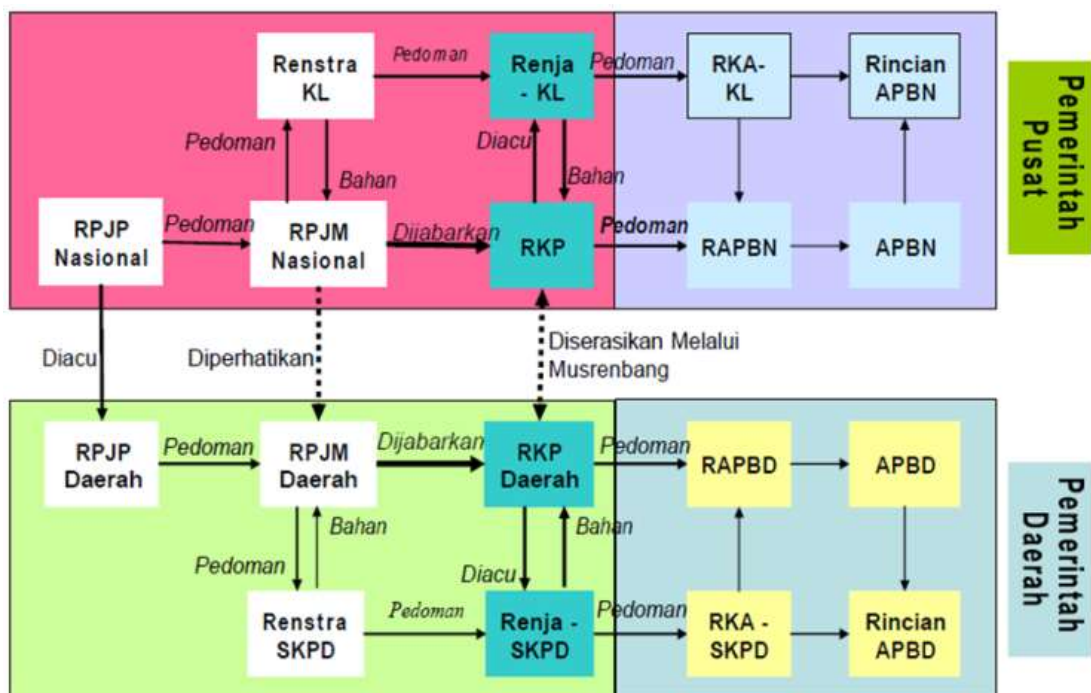 Pedoman
Renstra
KL
Renja
- KL
Pedoman
RKA-
KL
Rincian
APBN
Pedoman
Bahan
Diacu
Bahan
RPJP
Nasional
Pedoman
RPJM
Nasional
Dijabarkan
RKP
Pedoman
RAPBN
APBN
Pemerintah
Pusat
Diacu
Diperhatikan
Diserasikan Melalui
Musrenbang
RPJP
Daerah
Pedoman
RPJM
Daerah
Dijabarkan
RKP
Daerah
Pedoman
RAPBD
APBD
Pedoman
Bahan
Diacu
Bahan
Renstra
SKPD
Pedoman
Renja -
SKPD
Pedoman
RKA -
SKPD
Rincian
APBD
Pemerintah
Daerah